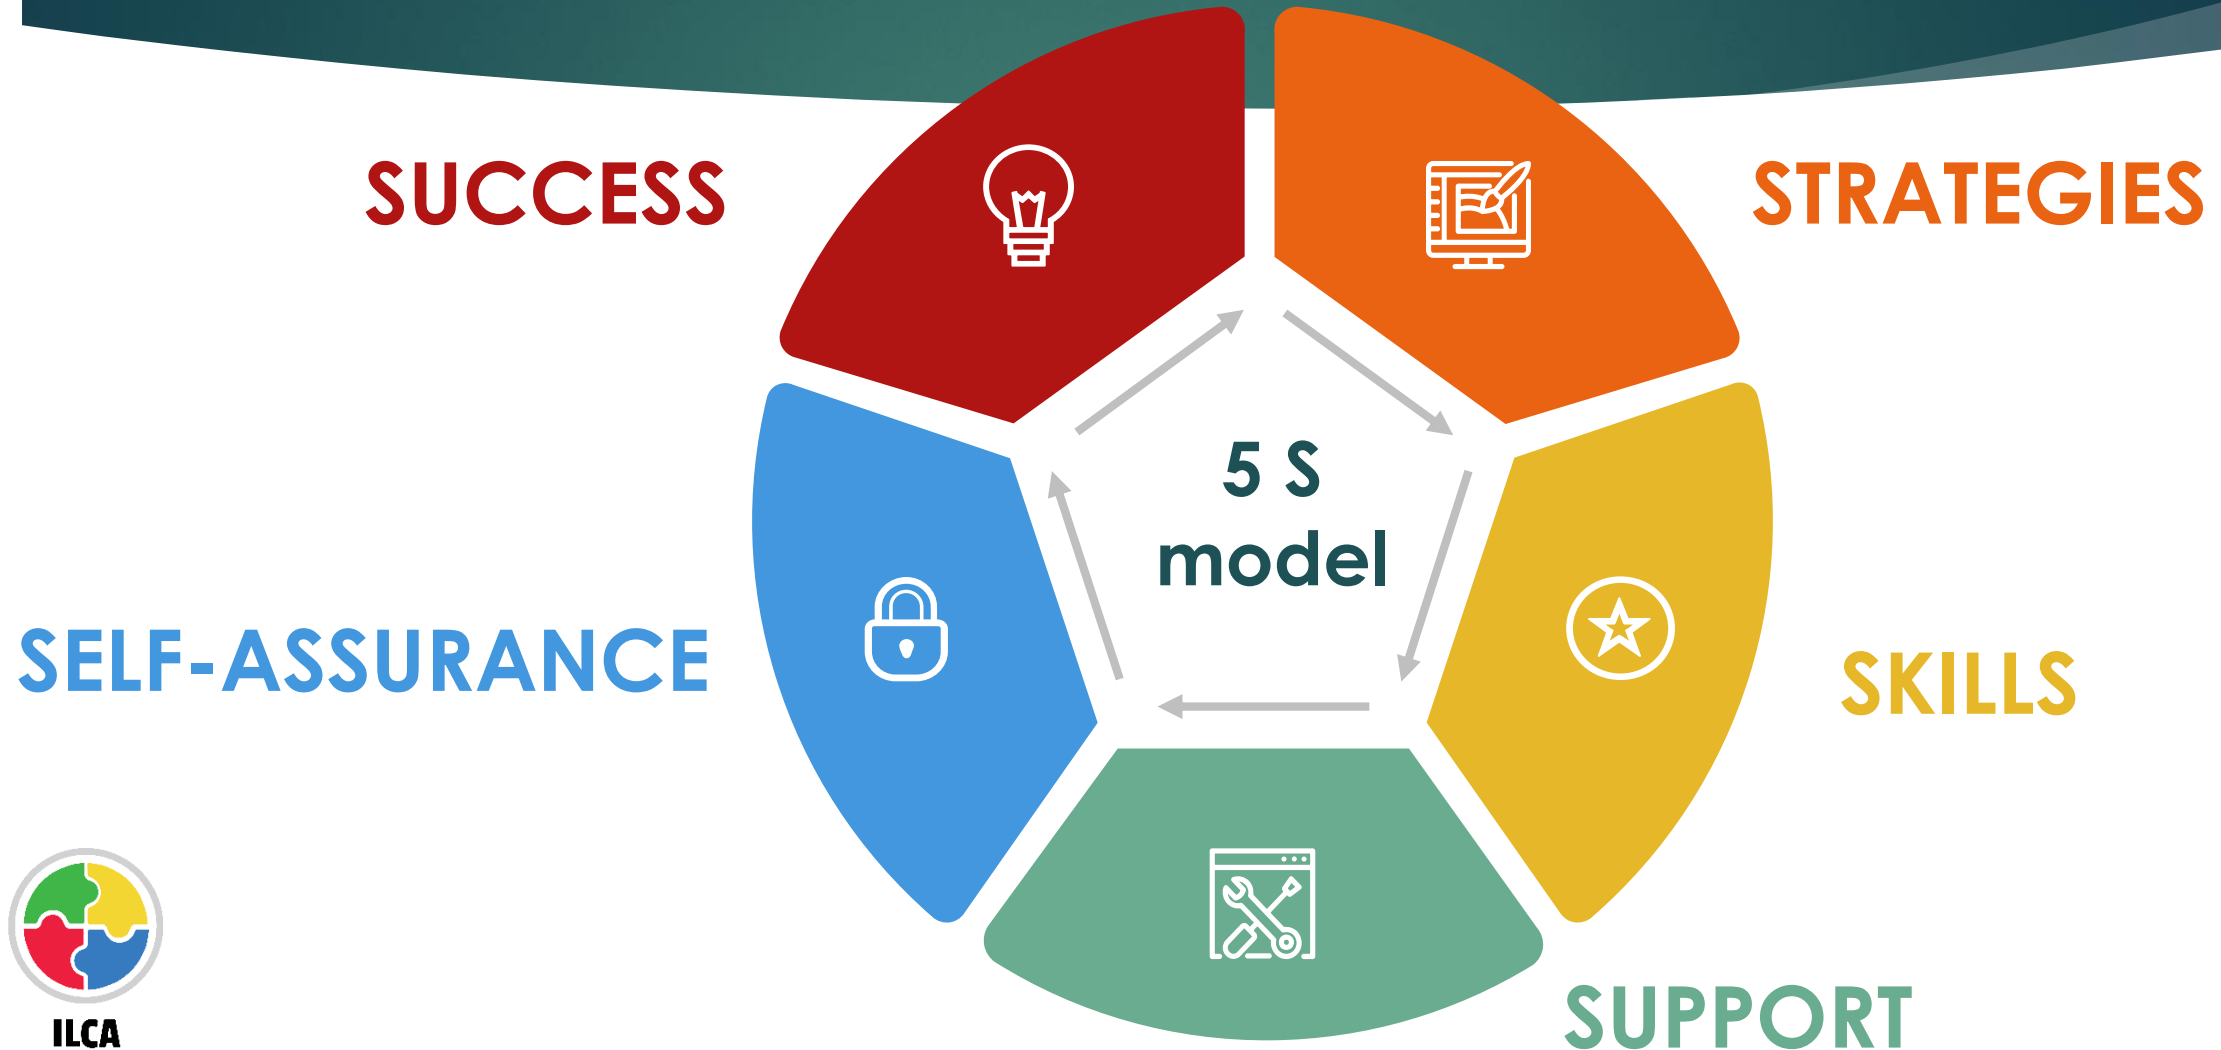 SUCCESS
STRATEGIES
5 S
model
SELF-ASSURANCE
SKILLS
SUPPORT
ILCA